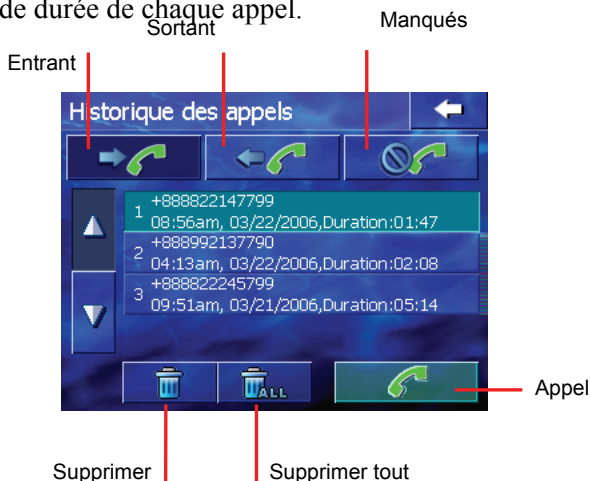 de durée de chaque appel.
Sortant
Manqués
Entrant
Historique des appels
1 +888822147799
08:56am, 03/22/2006,Duration:01:47
2 +888992137790
04:13am, 03/22/2006,Duration:02:08
3 +888822245799
09:51am, 03/21/2006,Duration:05:14
ALL
Appel
Supprimer
Supprimer tout